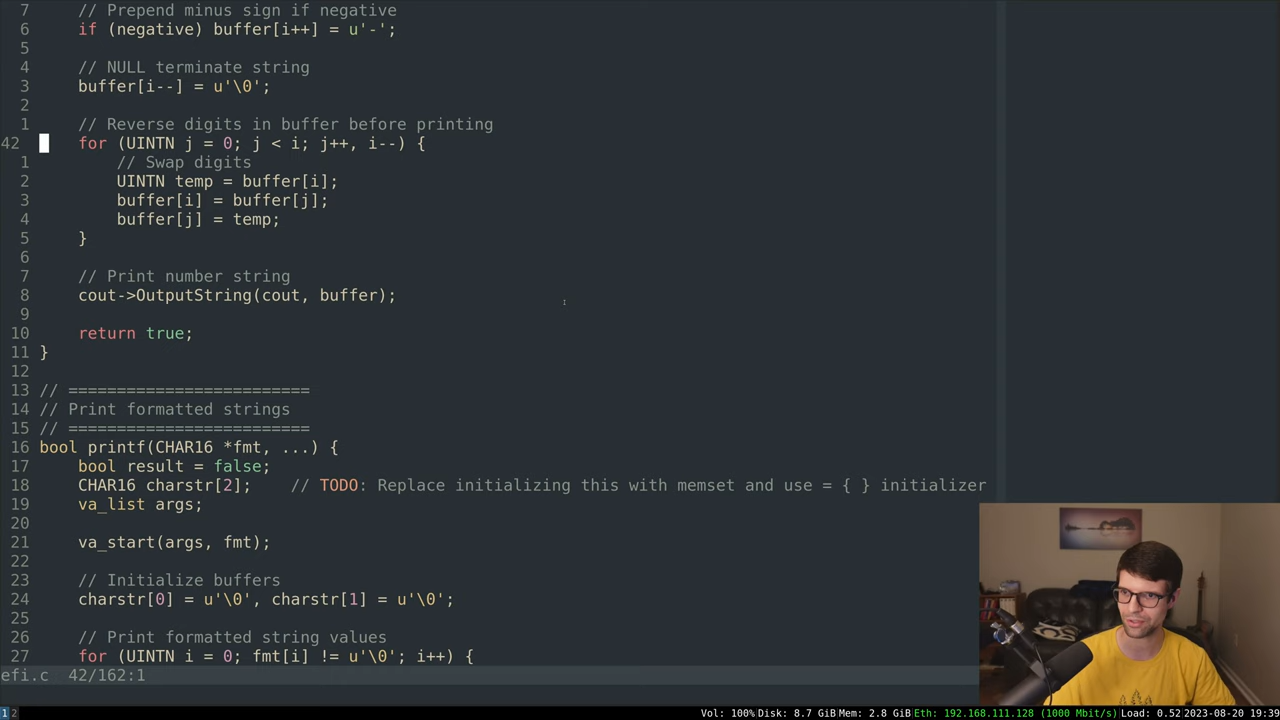 7     // Prepend minus sign if negative
6     if (negative) buffer[i++] = u'-';
5
4     // NULL terminate string
3     buffer[i--] = u'\0';
2
1     // Reverse digits in buffer before printing
42    for (UINTN j = 0; j < i; j++, i--) {
1         // Swap digits
2         UINTN temp = buffer[i];
3         buffer[i] = buffer[j];
4         buffer[j] = temp;
5     }
6
7     // Print number string
8     cout->OutputString(cout, buffer);
9
10    return true;
11 }
12
13 // =========================
14 // Print formatted strings
15 // =========================
16 bool printf(CHAR16 *fmt, ...) {
17    bool result = false;
18    CHAR16 charstr[2];    // TODO: Replace initializing this with memset and use = { } initializer
19    va_list args;
20
21    va_start(args, fmt);
22
23    // Initialize buffers
24    charstr[0] = u'\0', charstr[1] = u'\0';
25
26    // Print formatted string values
27    for (UINTN i = 0; fmt[i] != u'\0'; i++) {
efi.c  42/162:1
1 2 Vol: 100% Disk: 8.7 GiB Mem: 2.8 GiB Eth: 192.168.111.128 (1000 Mbit/s) Load: 0.52 2023-08-20 19:39